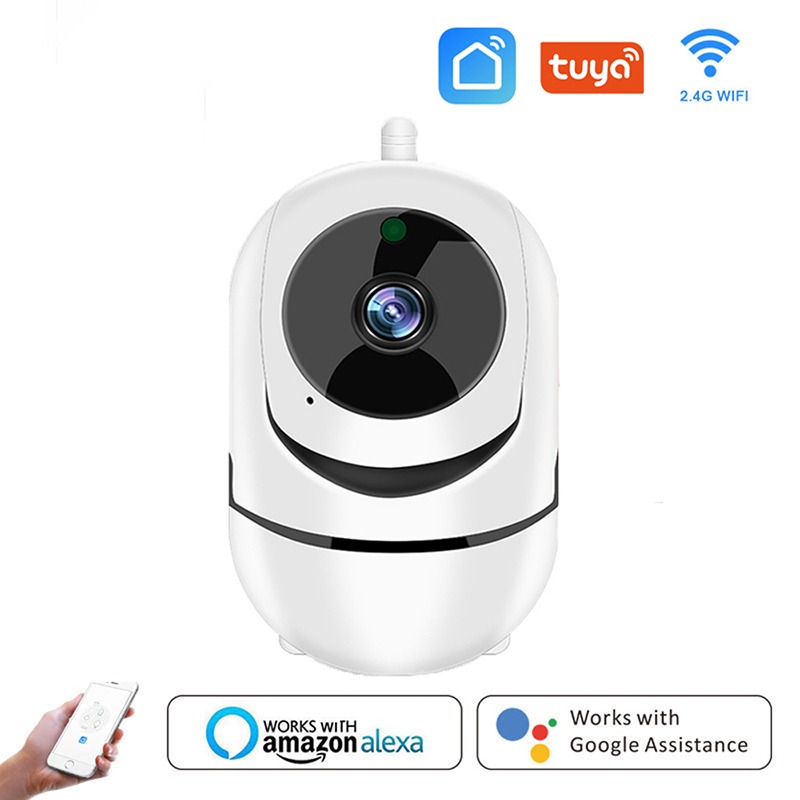 tuya
2.4G WIFI
WORKS WITH
amazon alexa
Works with
Google Assistance